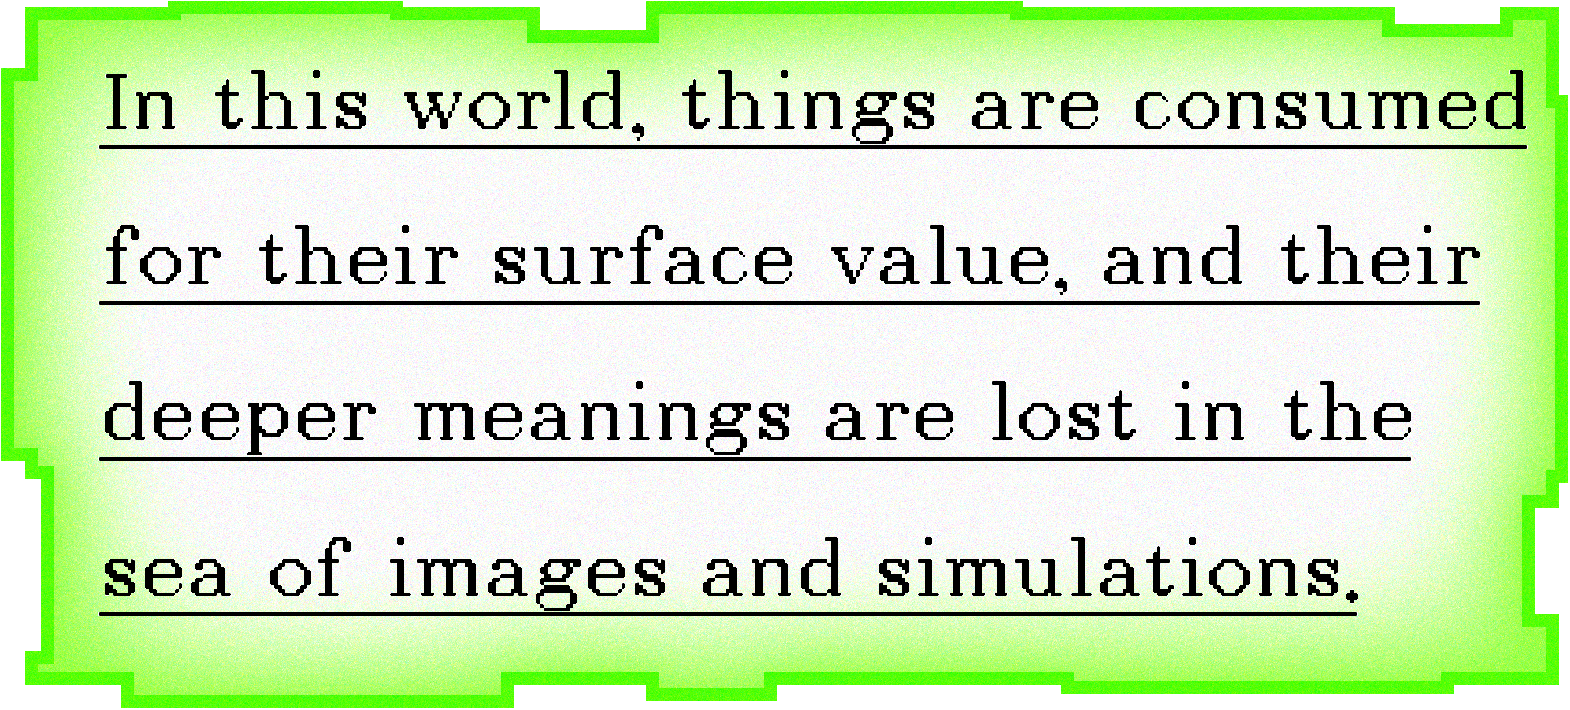 In this world, things are consumed
for their surface value, and their
deeper meanings are lost in the
sea of images and simulations.